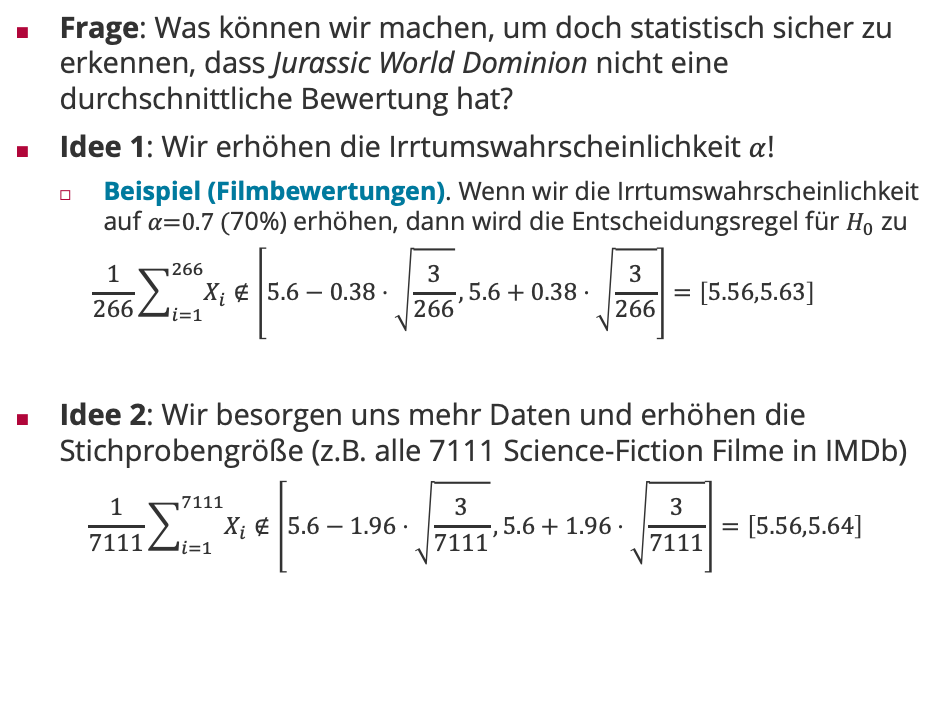 Frage: Was können wir machen, um doch statistisch sicher zu
erkennen, dass Jurassic World Dominion nicht eine
durchschnittliche Bewertung hat?
Idee 1: Wir erhöhen die Irrtumswahrscheinlichkeit α!
Beispiel (Filmbewertungen). Wenn wir die Irrtumswahrscheinlichkeit
auf α=0.7 (70%) erhöhen, dann wird die Entscheidungsregel für H₀ zu
1/266 ∑_{i=1}^{266} X_i ∉ [5.6 − 0.38 · √(3/266), 5.6 + 0.38 · √(3/266)] = [5.56,5.63]
Idee 2: Wir besorgen uns mehr Daten und erhöhen die
Stichprobengröße (z.B. alle 7111 Science-Fiction Filme in IMDb)
1/7111 ∑_{i=1}^{7111} X_i ∉ [5.6 − 1.96 · √(3/7111), 5.6 + 1.96 · √(3/7111)] = [5.56,5.64]